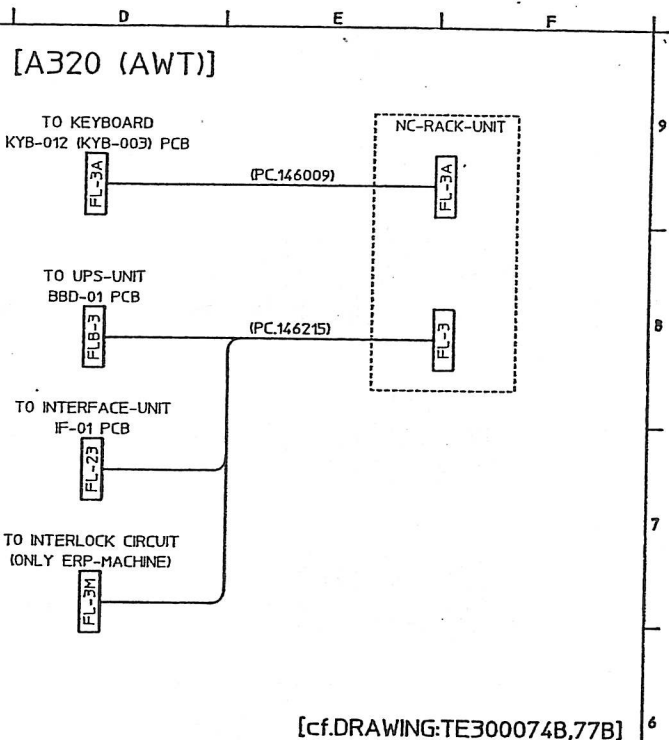 D E F
[A320 (AWT)]
9
TO KEYBOARD
KYB-012 (KYB-003) PCB
NC-RACK-UNIT
FL-3A
(PC.146009)
FL-3A
TO UPS-UNIT
BBD-01 PCB
8
FLB-3
(PC.146215)
FL-3
TO INTERFACE-UNIT
IF-01 PCB
FL-23
7
TO INTERLOCK CIRCUIT
(ONLY ERP-MACHINE)
FL-3M
[cf.DRAWING:TE300074B,77B]
6